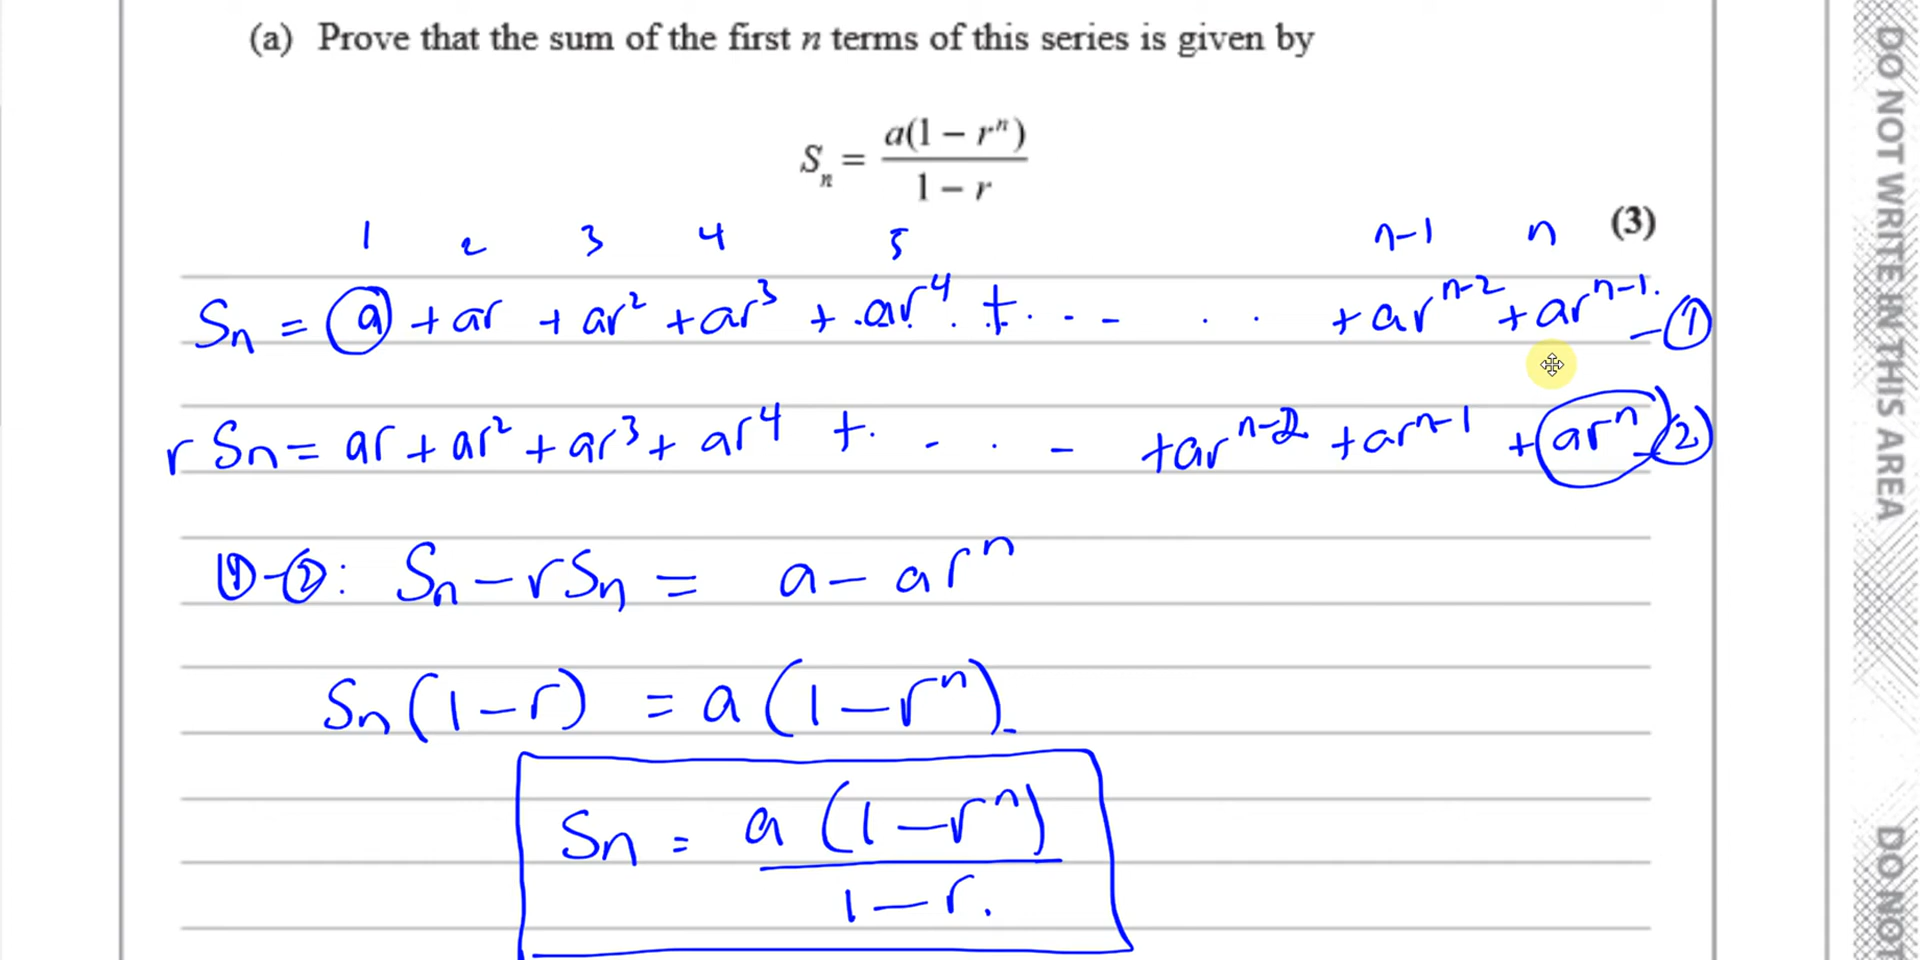 (a) Prove that the sum of the first n terms of this series is given by
Sₙ = a(1 − rⁿ) / 1 − r
(3)
1 2 3 4 5 n-1 n
Sn = a + ar + ar² + ar³ + ar⁴ + . . . . . + arⁿ⁻² + arⁿ⁻¹. - ①
r Sn = ar + ar² + ar³ + ar⁴ + . . . . + arⁿ⁻² + arⁿ⁻¹ + arⁿ - ②
① - ② : Sn - rSn = a - arⁿ
Sn (1 - r) = a (1 - rⁿ).
Sn = a (1 - rⁿ) / 1 - r.
DO NOT WRITE IN THIS AREA
DO NOT